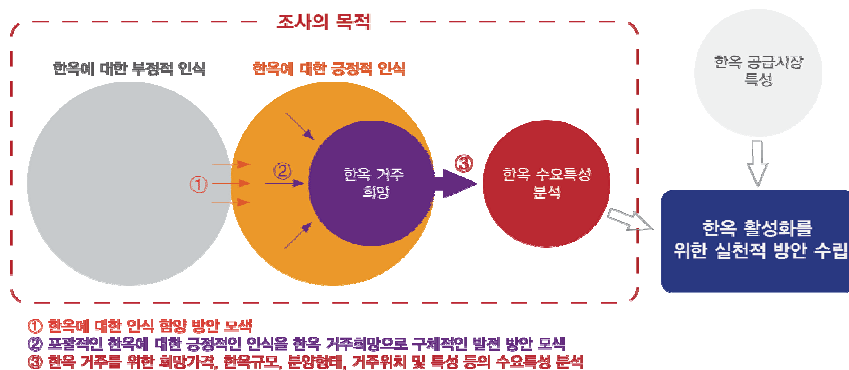 조사의 목적
한옥에 대한 부정적 인식
한옥에 대한 긍정적 인식
①
②
한옥 거주
희망
③
한옥 수요특성
분석
한옥 공급시장
특성
한옥 활성화를
위한 실천적 방안 수립
① 한옥에 대한 인식 함양 방안 모색
② 포괄적인 한옥에 대한 긍정적인 인식을 한옥 거주희망으로 구체적인 발전 방안 모색
③ 한옥 거주를 위한 희망가격, 한옥규모, 분양형태, 거주위치 및 특성 등의 수요특성 분석